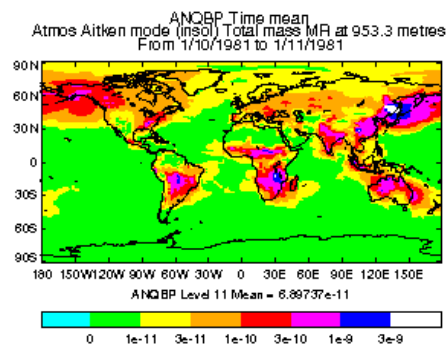 ANQBP Time mean
Atmos Aitken mode (insol) Total mass MR at 953.3 metres
From 1/10/1981 to 1/11/1981
90N
60N
30N
0
30S
60S
90S
180 150W 120W 90W 60W 30W 0 30E 60E 90E 120E 150E
ANQBP Level 11 Mean = 6.89737e-11
0 1e-11 3e-11 1e-10 3e-10 1e-9 3e-9